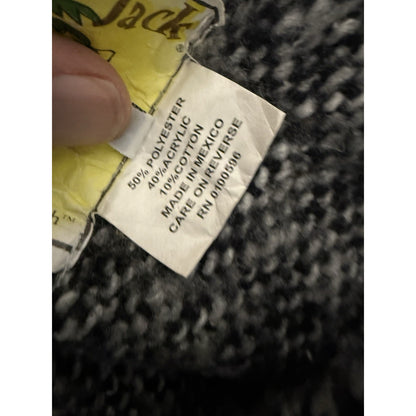 Jack
50% POLYESTER
40% ACRYLIC
10% COTTON
MADE IN MEXICO
CARE ON REVERSE
RN 0100596